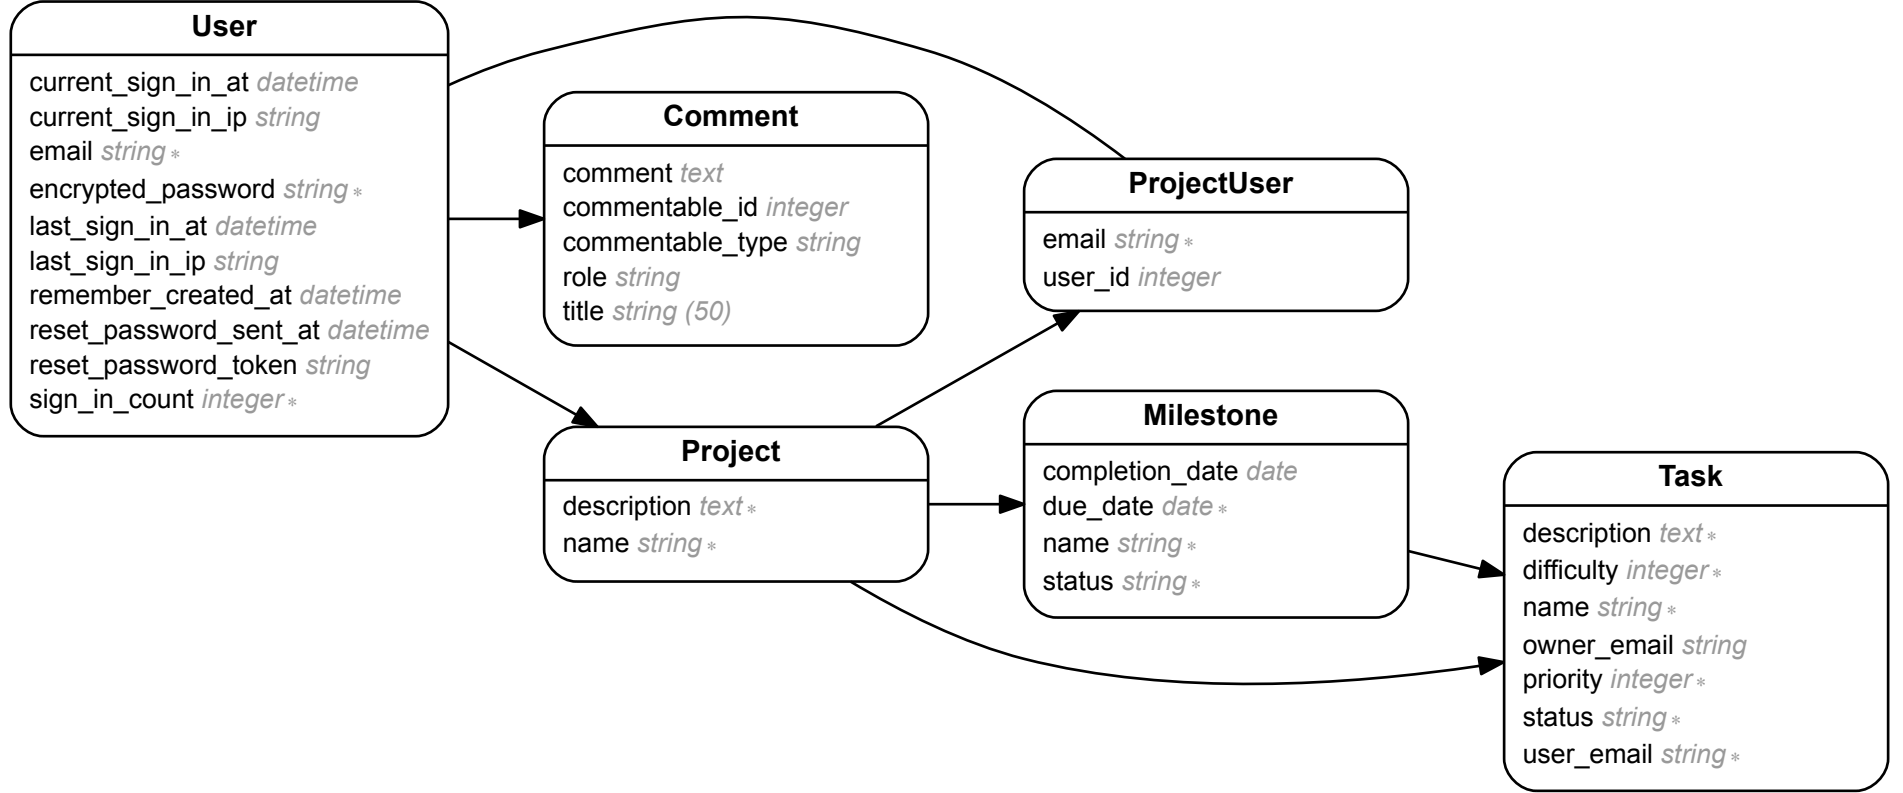 User
current_sign_in_at datetime
current_sign_in_ip string
email string *
encrypted_password string *
last_sign_in_at datetime
last_sign_in_ip string
remember_created_at datetime
reset_password_sent_at datetime
reset_password_token string
sign_in_count integer *
Comment
comment text
commentable_id integer
commentable_type string
role string
title string (50)
ProjectUser
email string *
user_id integer
Project
description text *
name string *
Milestone
completion_date date
due_date date *
name string *
status string *
Task
description text *
difficulty integer *
name string *
owner_email string
priority integer *
status string *
user_email string *